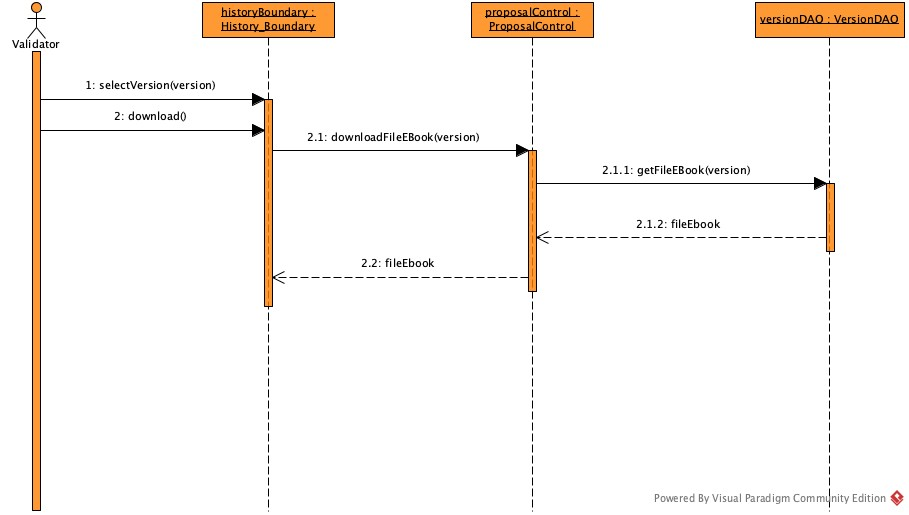 historyBoundary :
History_Boundary
proposalControl :
ProposalControl
versionDAO : VersionDAO
Validator
1: selectVersion(version)
2: download()
2.1: downloadFileEBook(version)
2.1.1: getFileEBook(version)
2.1.2: fileEbook
2.2: fileEbook
Powered By Visual Paradigm Community Edition